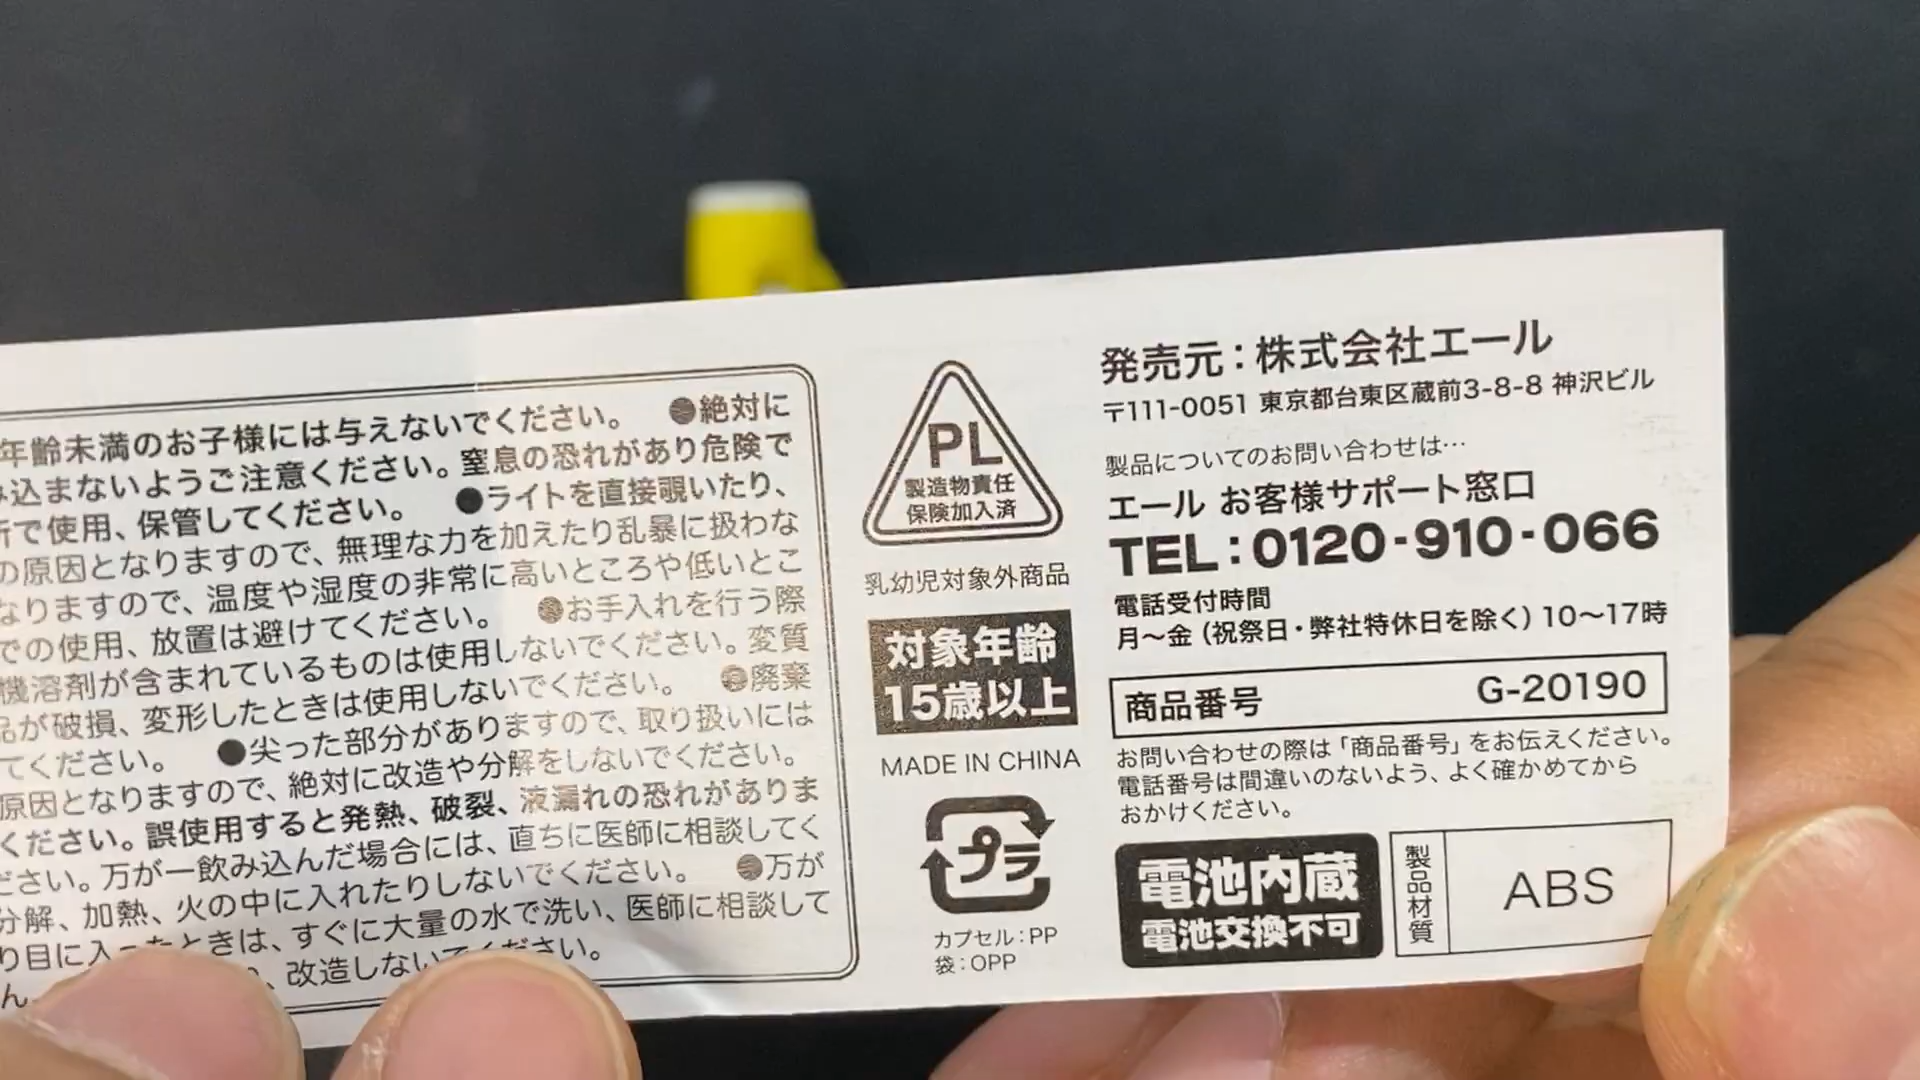 年齢未満のお子様には与えないでください。 ●絶対に
み込まないようご注意ください。窒息の恐れがあり危険で
所で使用、保管してください。 ●ライトを直接覗いたり、
の原因となりますので、無理な力を加えたり乱暴に扱わな
なりますので、温度や湿度の非常に高いところや低いとこ
での使用、放置は避けてください。 ●お手入れを行う際
機溶剤が含まれているものは使用しないでください。変質
品が破損、変形したときは使用しないでください。 ●廃棄
てください。 ●尖った部分がありますので、取り扱いには
原因となりますので、絶対に改造や分解をしないでください。
ください。誤使用すると発熱、破裂、液漏れの恐れがありま
ださい。万が一飲み込んだ場合には、直ちに医師に相談してく
分解、加熱、火の中に入れたりしないでください。 ●万が
り目に入ったときは、すぐに大量の水で洗い、医師に相談して
ん 、改造しないでください。
PL
製造物責任
保険加入済
乳幼児対象外商品
対象年齢
15歳以上
MADE IN CHINA
プラ
カプセル：PP
袋：OPP
発売元：株式会社エール
〒111-0051 東京都台東区蔵前3-8-8 神沢ビル
製品についてのお問い合わせは…
エール お客様サポート窓口
TEL：0120-910-066
電話受付時間
月～金（祝祭日・弊社特休日を除く）10～17時
商品番号 G-20190
お問い合わせの際は「商品番号」をお伝えください。
電話番号は間違いのないよう、よく確かめてから
おかけください。
電池内蔵
電池交換不可
製品材質 ABS